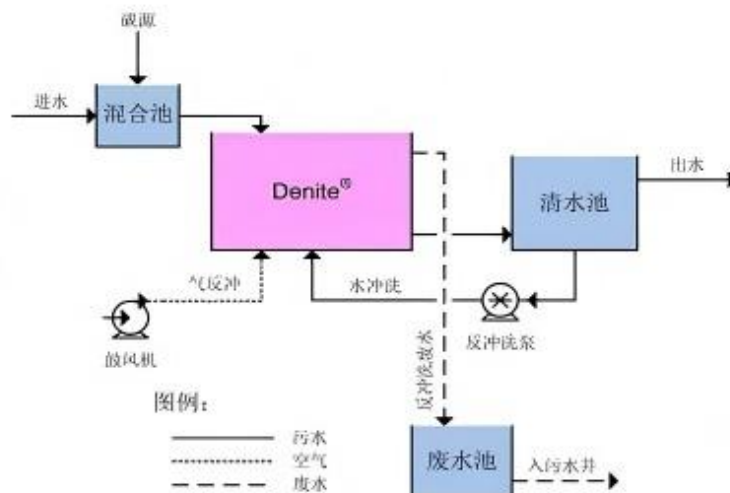 碳源
进水
混合池
Denite®
清水池
出水
气反冲
水冲洗
反冲洗泵
鼓风机
反冲洗废水
图例：
污水
空气
废水
废水池
入污水井